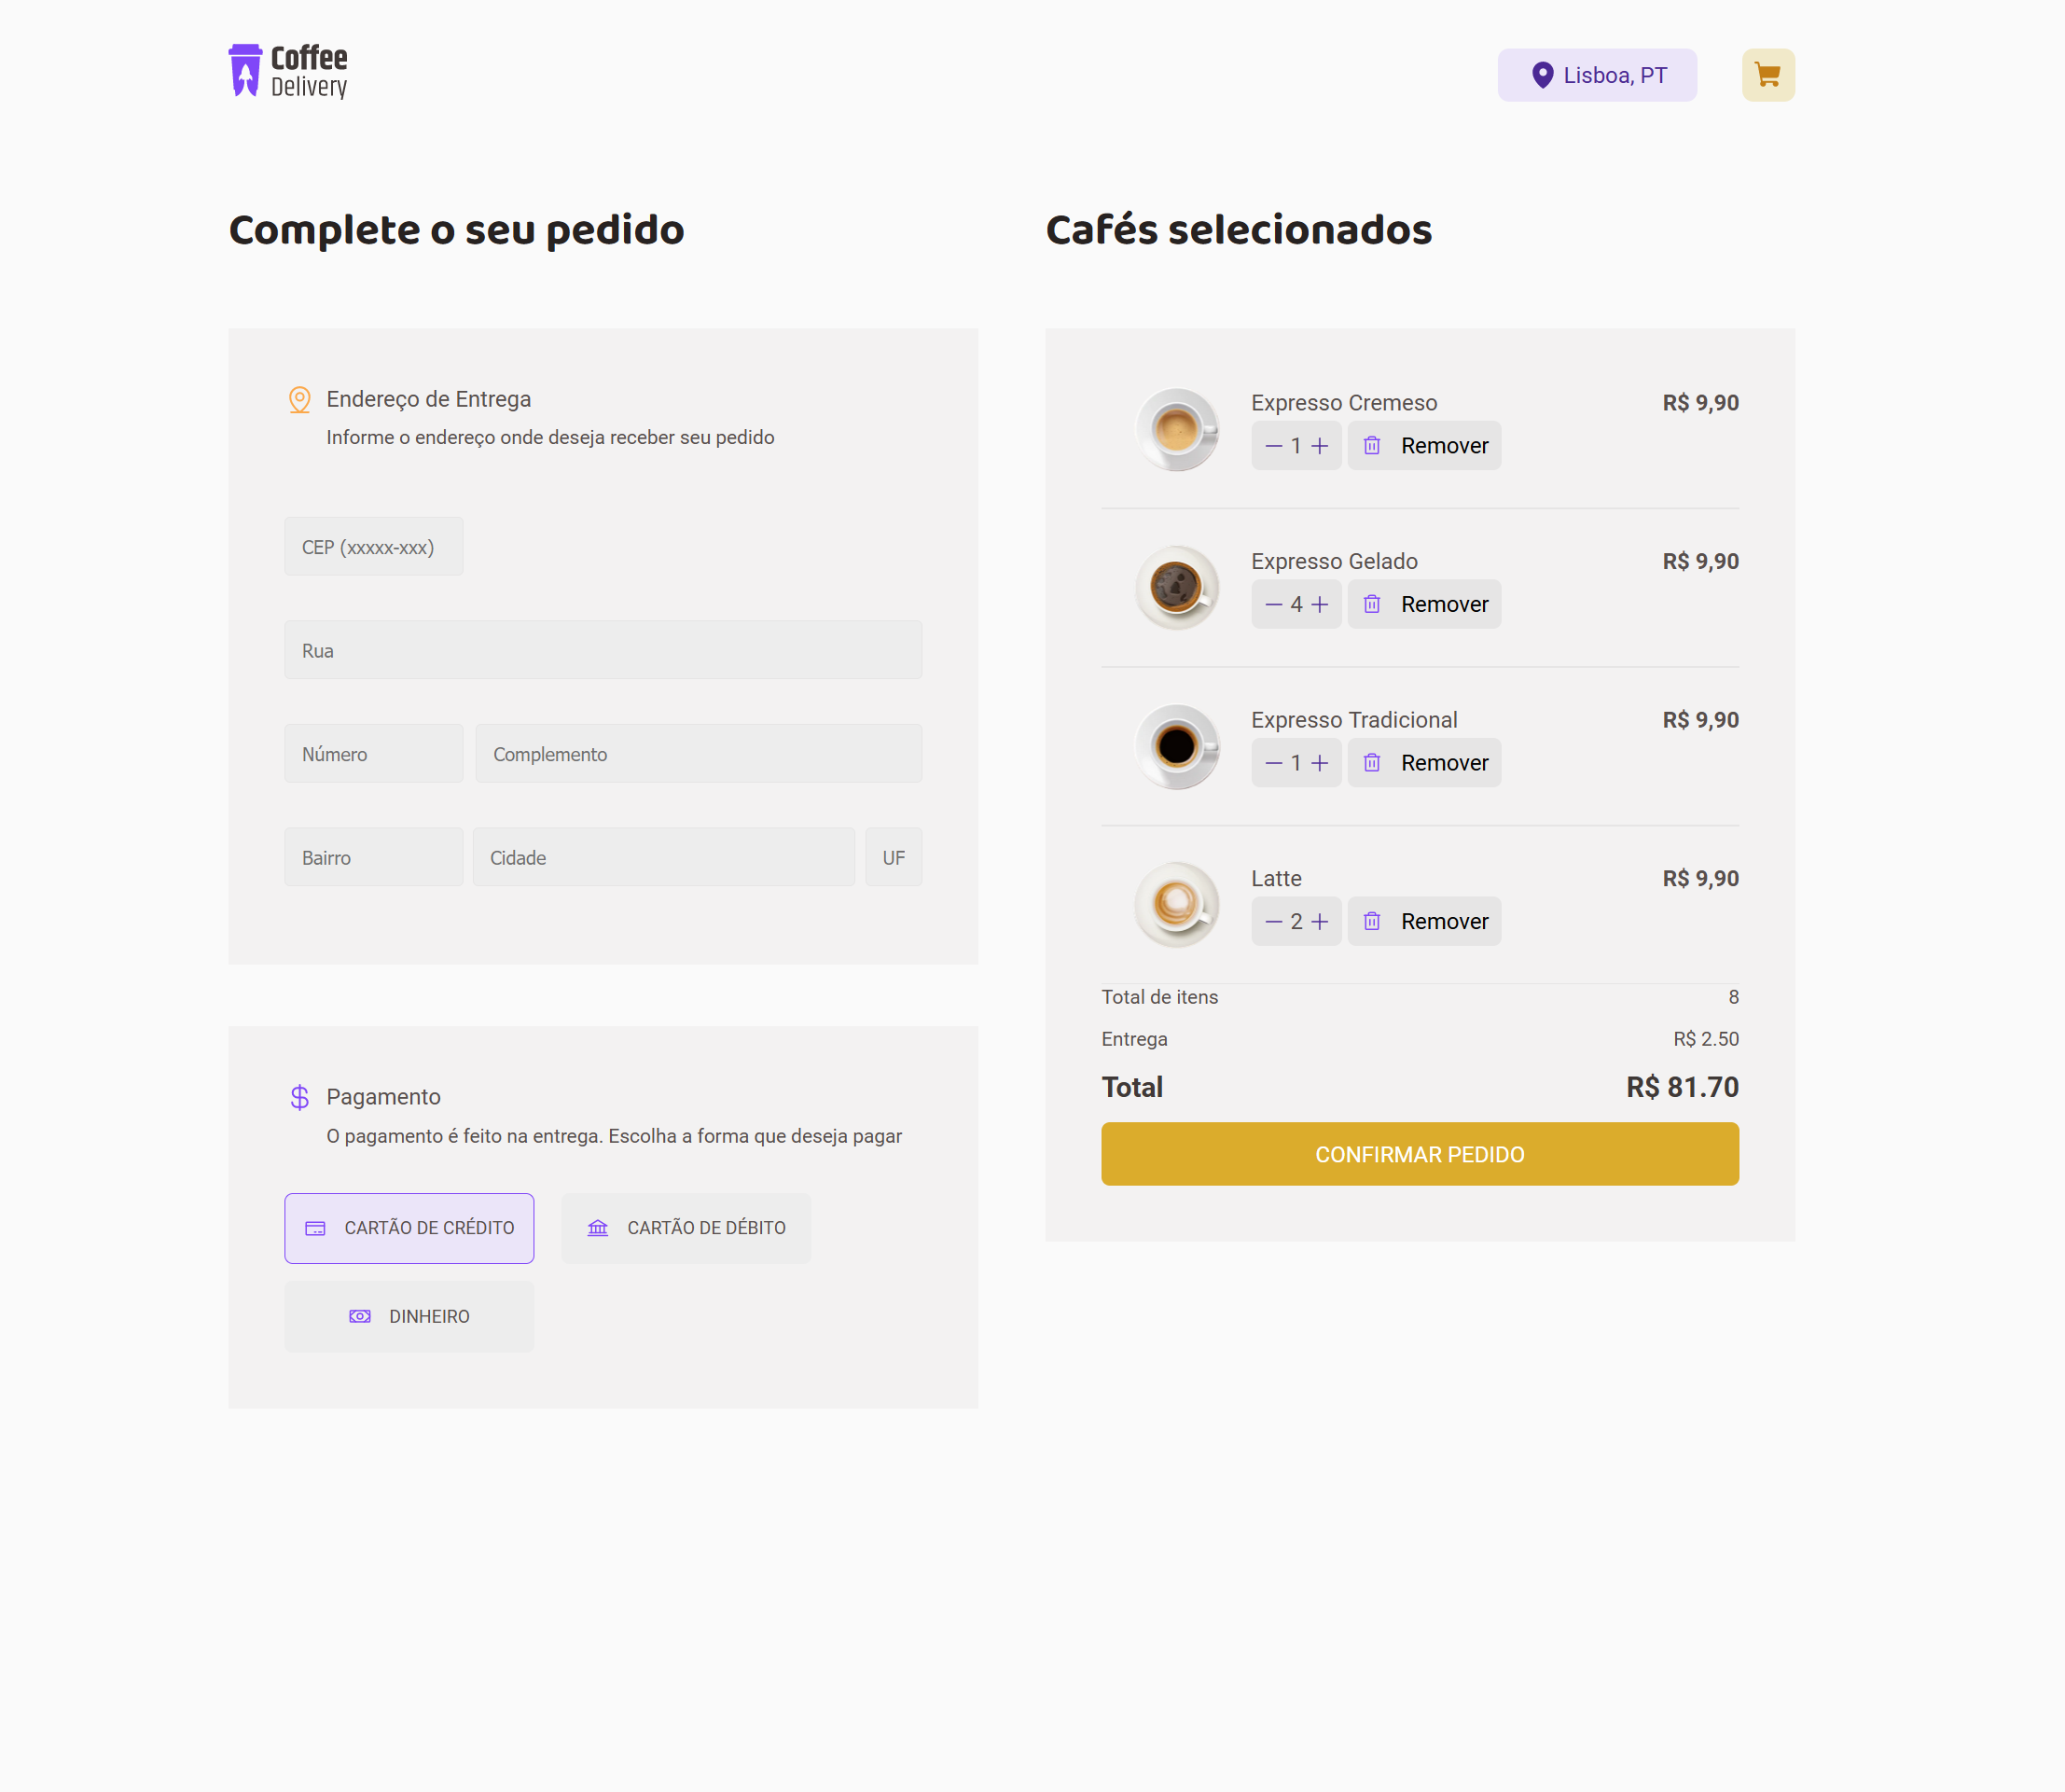 Coffee
Delivery
Lisboa, PT
Complete o seu pedido
Endereço de Entrega
Informe o endereço onde deseja receber seu pedido
CEP (xxxxx-xxx)
Rua
Número Complemento
Bairro Cidade UF
Pagamento
O pagamento é feito na entrega. Escolha a forma que deseja pagar
CARTÃO DE CRÉDITO CARTÃO DE DÉBITO
DINHEIRO
Cafés selecionados
Expresso Cremeso R$ 9,90
1 Remover
Expresso Gelado R$ 9,90
4 Remover
Expresso Tradicional R$ 9,90
1 Remover
Latte R$ 9,90
2 Remover
Total de itens 8
Entrega R$ 2.50
Total R$ 81.70
CONFIRMAR PEDIDO